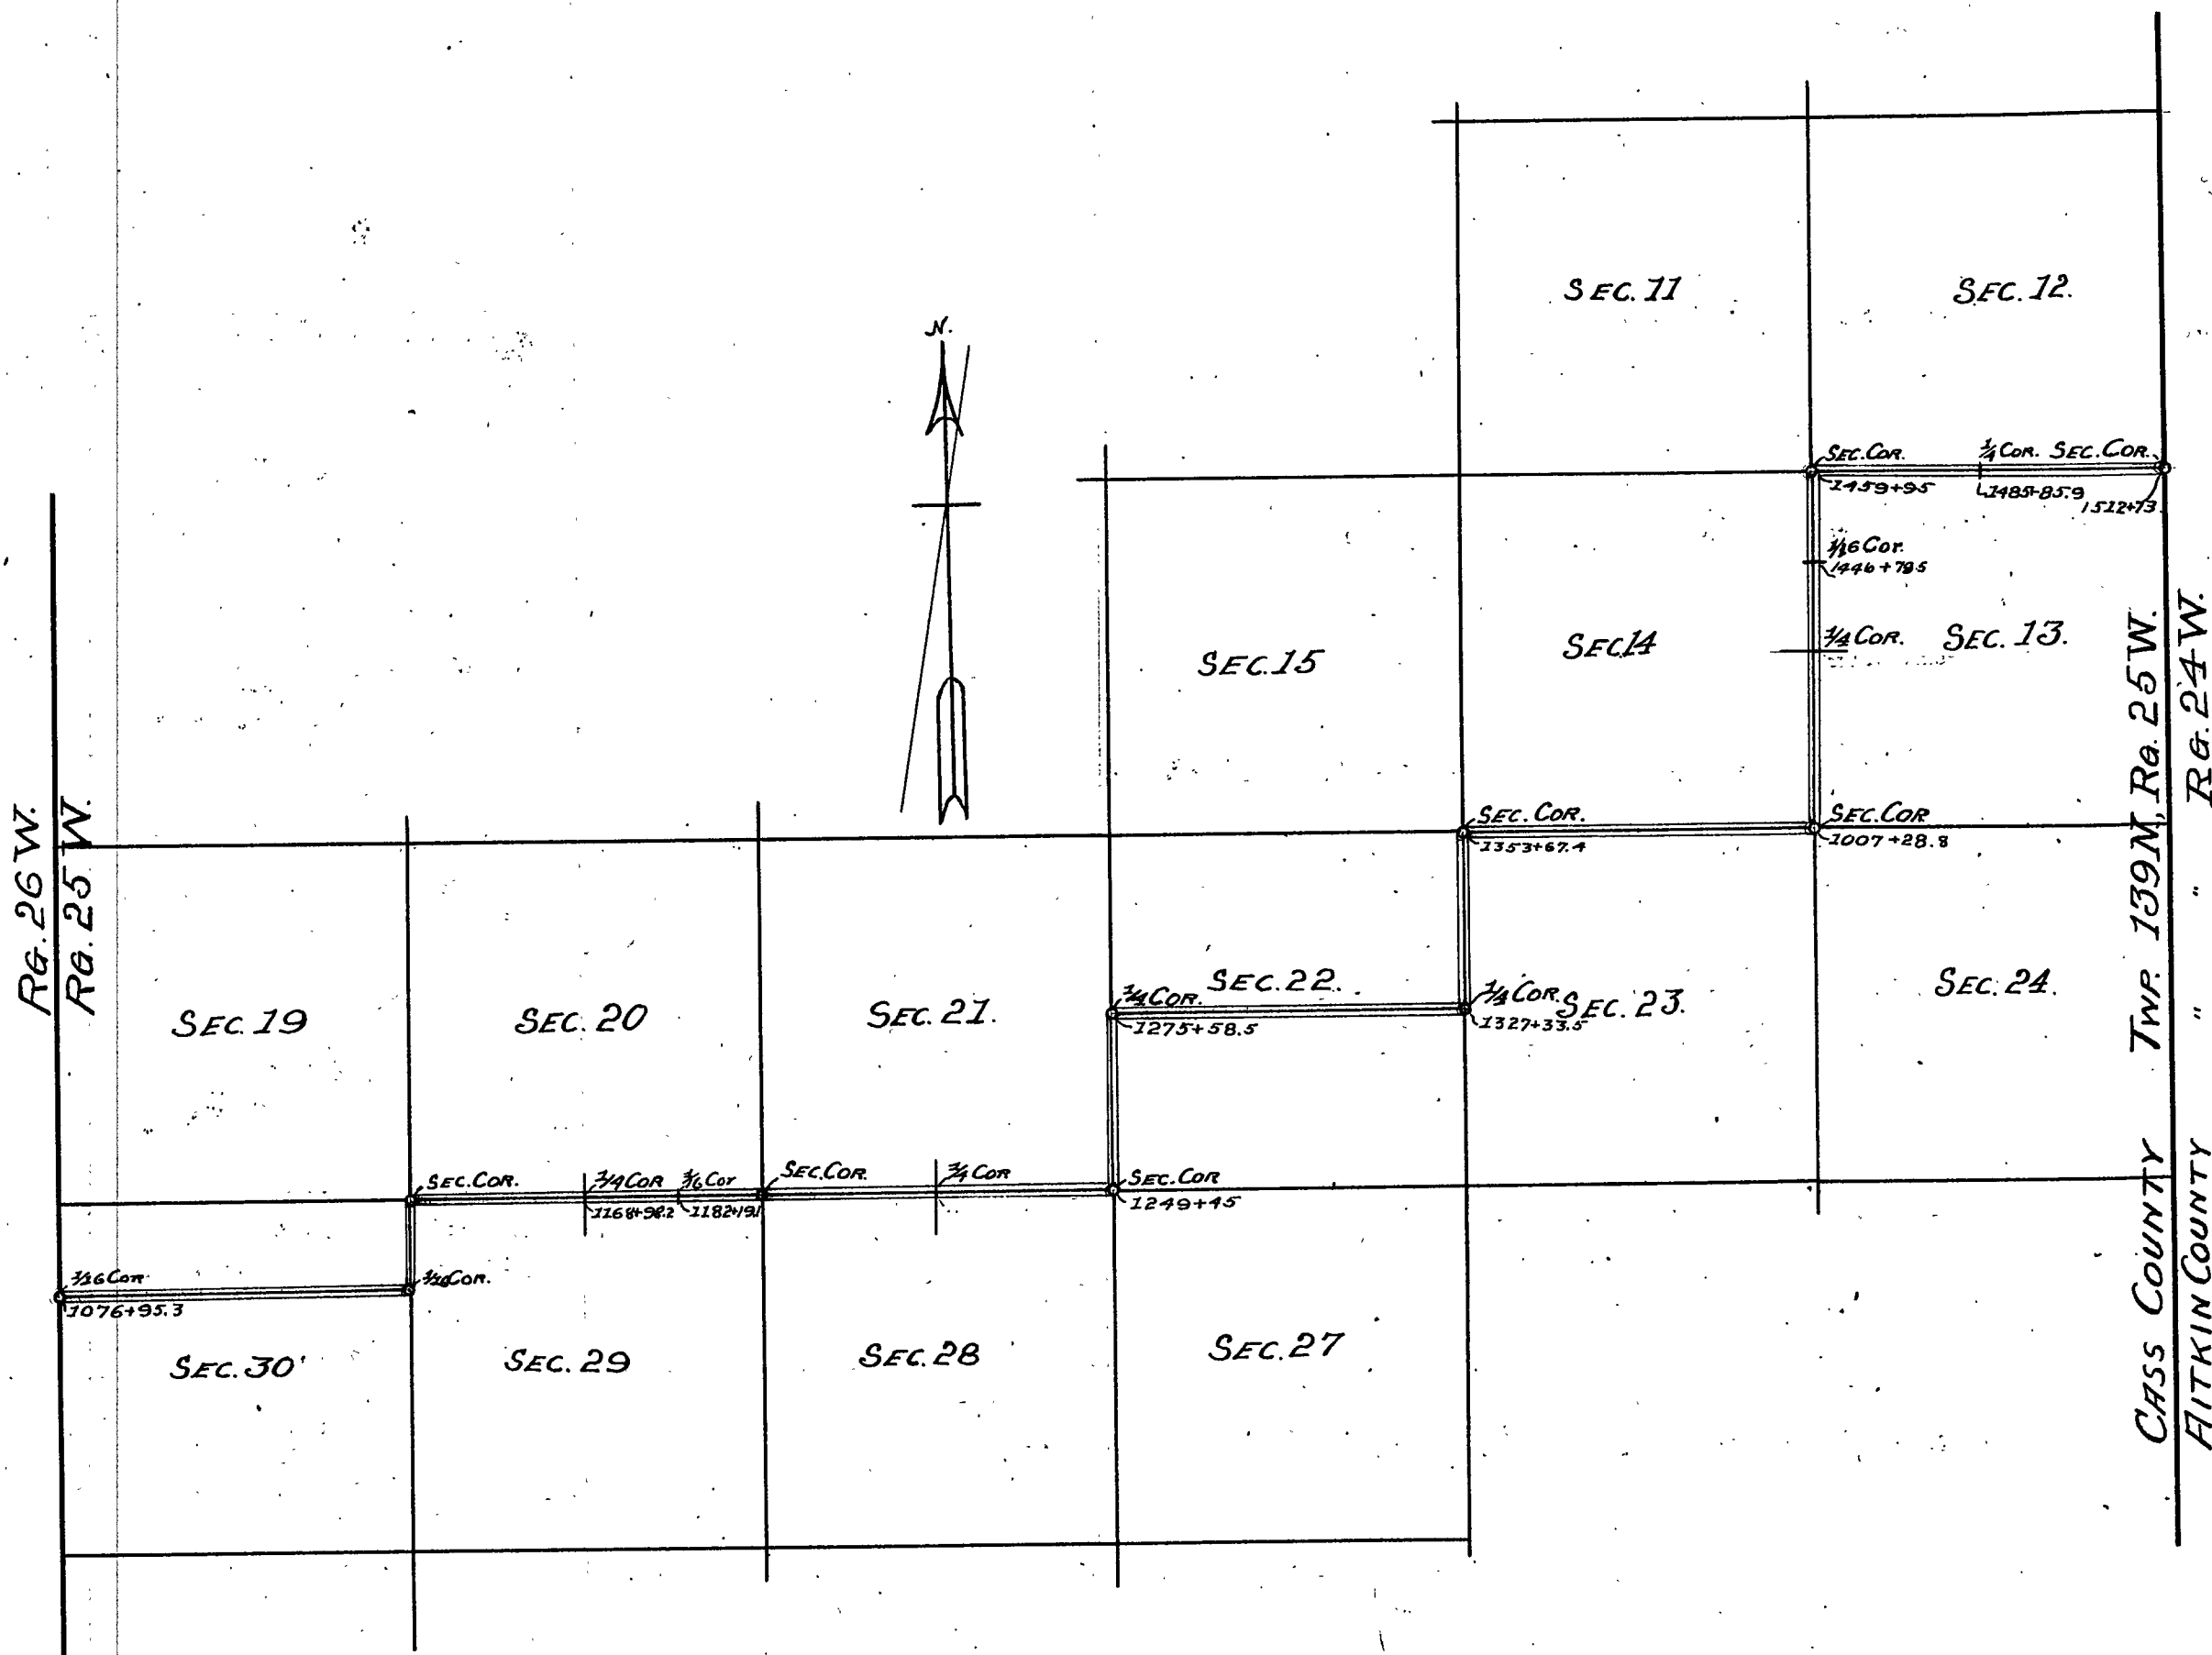 N.
SEC. 11
SEC. 12.
SEC. COR.
1/4 COR. SEC. COR.
1459+95
1485+85.9
1512+73
1/16 Cor.
1446+79.5
1/4 COR.
SEC. 13.
SEC 14
SEC. 15
SEC. COR.
1353+67.4
SEC. COR
1007+28.8
RG. 26 W.
RG. 25 W.
TWP. 139 N, RG. 25 W.
RG. 24 W.
" "
CASS COUNTY
AITKIN COUNTY
SEC. 19
SEC. 20
SEC. 21.
SEC. 22.
SEC. 23.
SEC. 24.
1/4 COR.
1275+58.5
1/4 COR.
1327+33.5
SEC. COR.
1/4 COR
1/16 Cor
1168+98.2
1182+19.1
SEC. COR.
1/4 COR
SEC. COR
1249+45
1/16 COR
1076+95.3
1/16 COR.
SEC. 30
SEC. 29
SEC. 28
SEC. 27